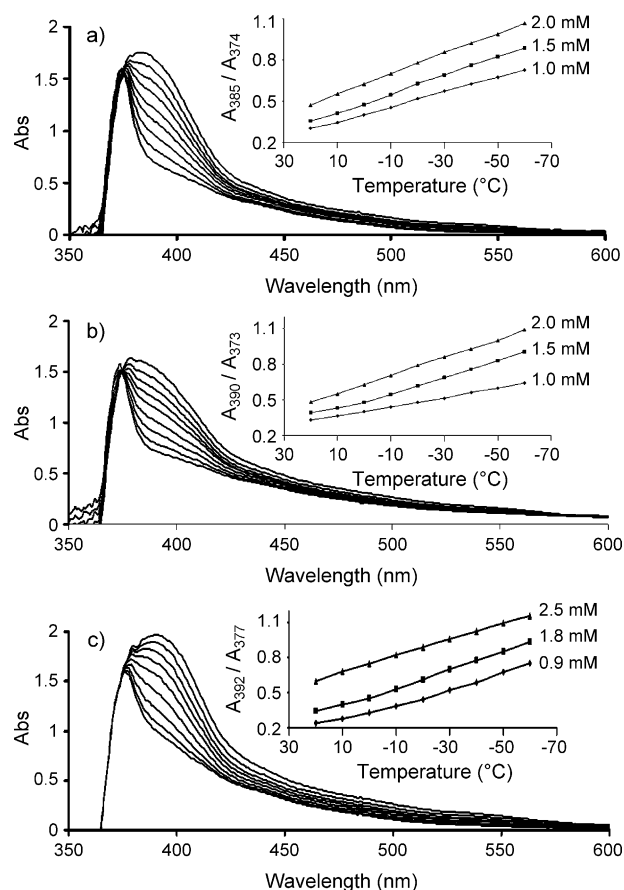 a)
Abs
2
1.5
1
0.5
0
350 400 450 500 550 600
Wavelength (nm)
A385 / A374
1.1
0.8
0.5
0.2
30 10 -10 -30 -50 -70
Temperature (°C)
2.0 mM
1.5 mM
1.0 mM
b)
Abs
2
1.5
1
0.5
0
350 400 450 500 550 600
Wavelength (nm)
A390 / A373
1.1
0.8
0.5
0.2
30 10 -10 -30 -50 -70
Temperature (°C)
2.0 mM
1.5 mM
1.0 mM
c)
Abs
2
1.5
1
0.5
0
350 400 450 500 550 600
Wavelength (nm)
A392 / A377
1.1
0.8
0.5
0.2
30 10 -10 -30 -50 -70
Temperature (°C)
2.5 mM
1.8 mM
0.9 mM